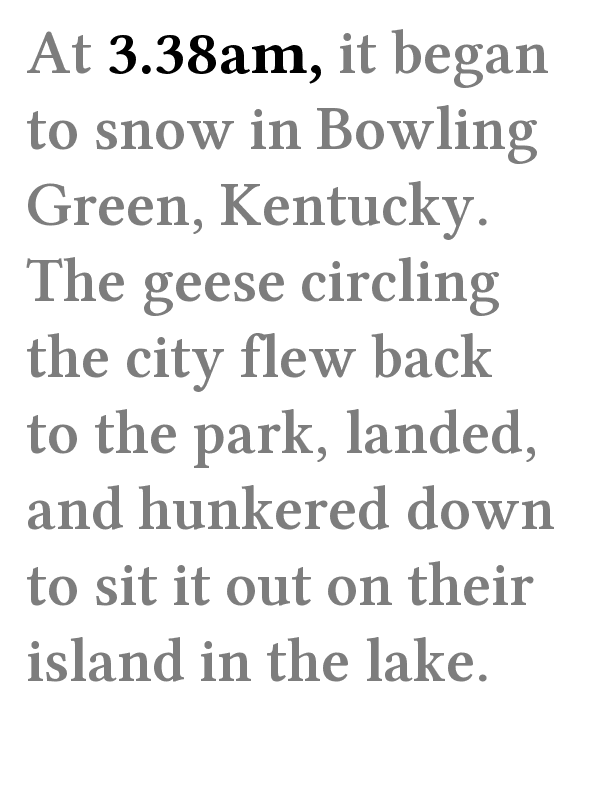 At 3.38am, it began
to snow in Bowling
Green, Kentucky.
The geese circling
the city flew back
to the park, landed,
and hunkered down
to sit it out on their
island in the lake.